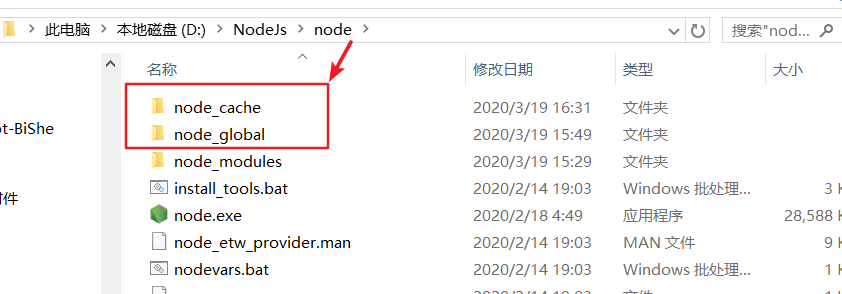 此电脑 > 本地磁盘 (D:) > NodeJs > node >
搜索"nod...
名称 修改日期 类型 大小
node_cache 2020/3/19 16:31 文件夹
node_global 2020/3/19 15:49 文件夹
node_modules 2020/3/19 15:29 文件夹
install_tools.bat 2020/2/14 19:03 Windows 批处理... 3 K
node.exe 2020/2/18 4:49 应用程序 28,588 K
node_etw_provider.man 2020/2/14 19:03 MAN 文件 9 K
nodevars.bat 2020/2/14 19:03 Windows 批处理... 1 K
ot-BiShe
件